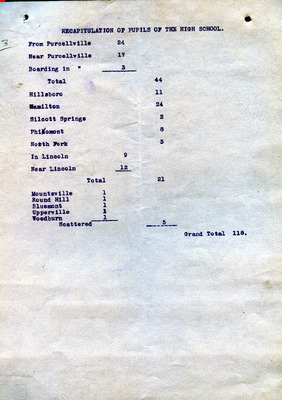 RECAPITULATION OF PUPILS OF THE HIGH SCHOOL.
3
From Purcellville 24
Near Purcellville 17
Boarding in " 3
Total 44
Hillsboro 11
Hamilton 24
Silcott Springs 2
Philomont 8
North Fork 3
In Lincoln 9
Near Lincoln 12
Total 21
Mountsville 1
Round Hill 1
Bluemont 1
Upperville 1
Woodburn 1
Scattered 5
Grand Total 118.